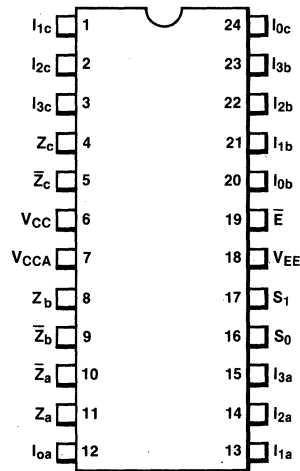 I1c 1 24 I0c
I2c 2 23 I3b
I3c 3 22 I2b
Zc 4 21 I1b
Z̅c 5 20 I0b
VCC 6 19 E̅
VCCA 7 18 VEE
Zb 8 17 S1
Z̅b 9 16 S0
Z̅a 10 15 I3a
Za 11 14 I2a
I0a 12 13 I1a